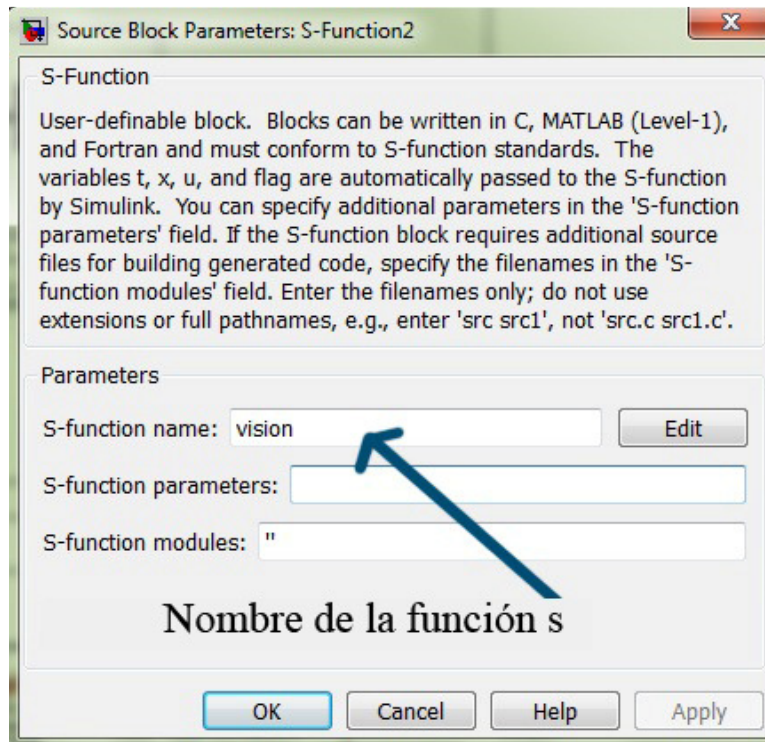 Source Block Parameters: S-Function2
S-Function
User-definable block.  Blocks can be written in C, MATLAB (Level-1),
and Fortran and must conform to S-function standards.  The
variables t, x, u, and flag are automatically passed to the S-function
by Simulink.  You can specify additional parameters in the 'S-function
parameters' field. If the S-function block requires additional source
files for building generated code, specify the filenames in the 'S-
function modules' field. Enter the filenames only; do not use
extensions or full pathnames, e.g., enter 'src src1', not 'src.c src1.c'.
Parameters
S-function name: vision Edit
S-function parameters:
S-function modules: ''
Nombre de la función s
OK Cancel Help Apply